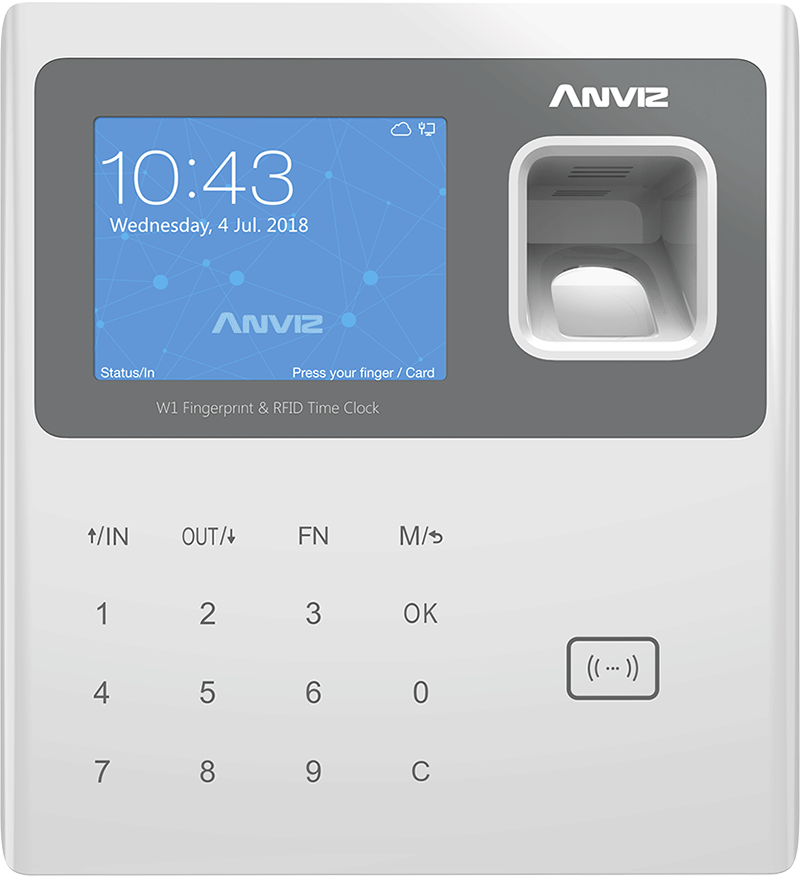 ANVIZ
10:43
Wednesday, 4 Jul. 2018
ANVIZ
Status/In Press your finger / Card
W1 Fingerprint & RFID Time Clock
↑/IN OUT/↓ FN M/↩
1 2 3 OK
4 5 6 0
7 8 9 C